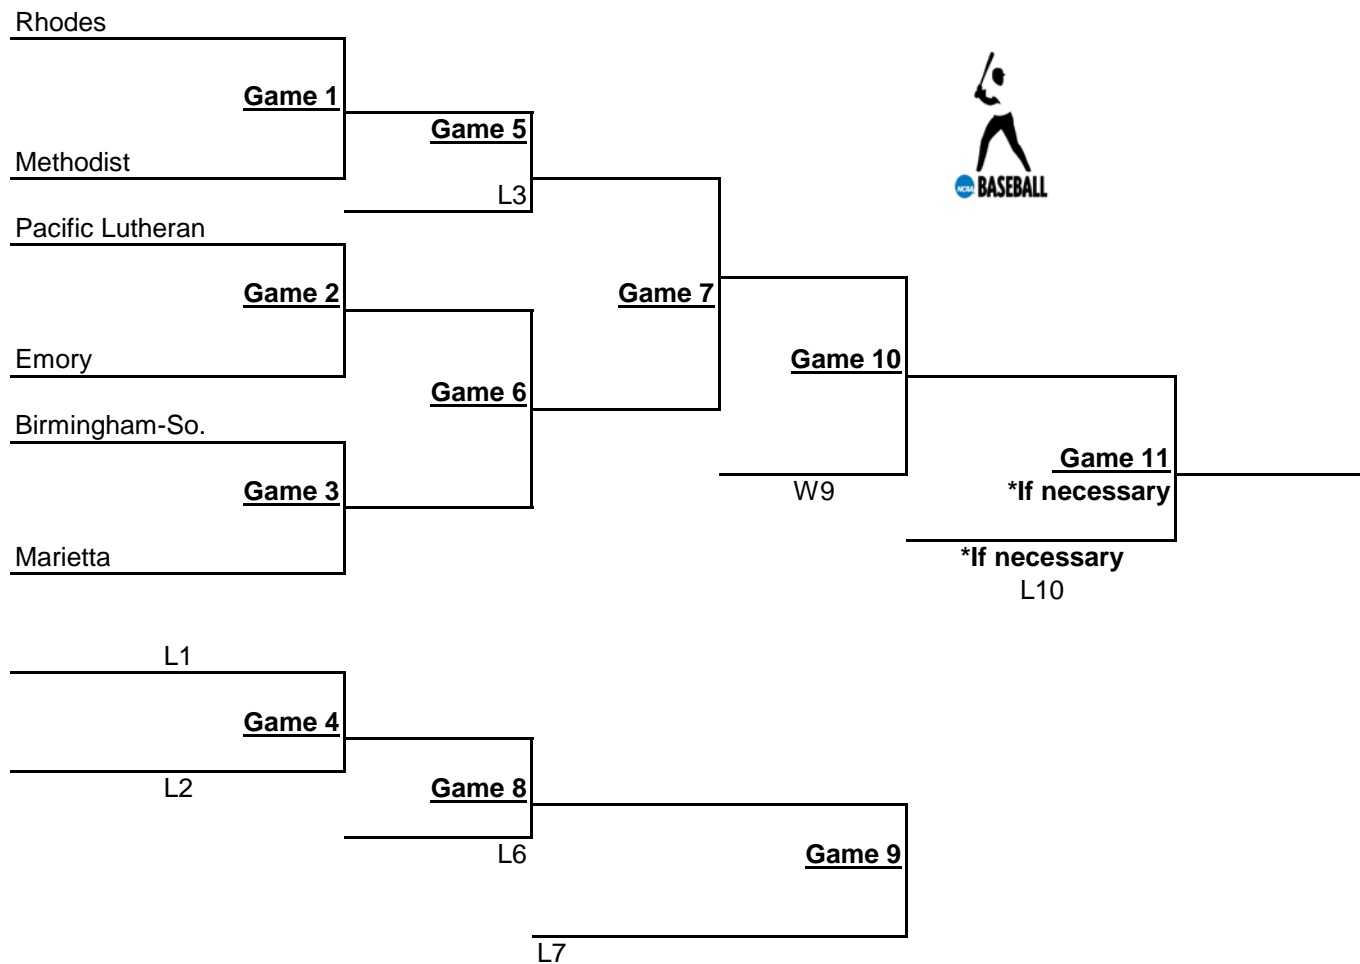 Rhodes
Game 1
Game 5
Methodist
L3
NCAA BASEBALL
Pacific Lutheran
Game 2
Game 7
Emory
Game 10
Game 6
Birmingham-So.
Game 11
Game 3
W9
*If necessary
Marietta
*If necessary
L10
L1
Game 4
L2
Game 8
L6
Game 9
L7